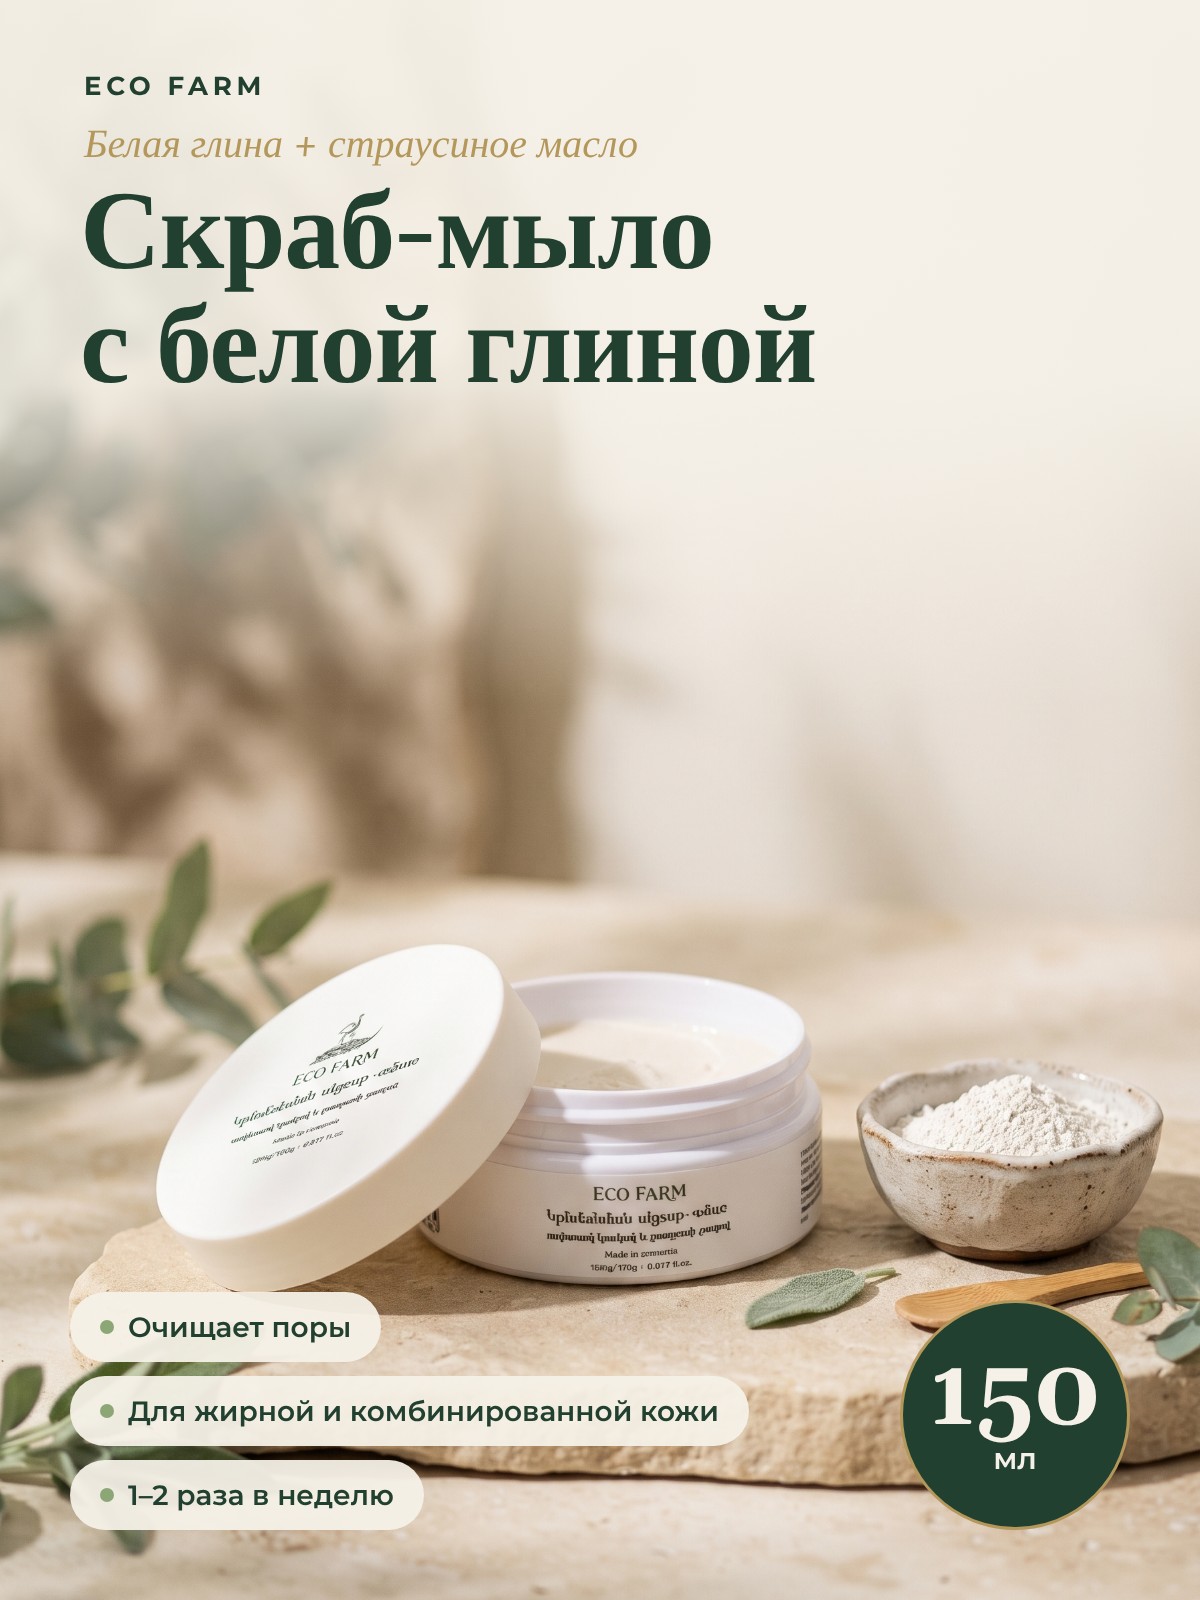 ECO FARM
Белая глина + страусиное масло
Скраб-мыло
с белой глиной
ECO FARM
ECO FARM
Made in
Очищает поры
Для жирной и комбинированной кожи
1–2 раза в неделю
150
мл